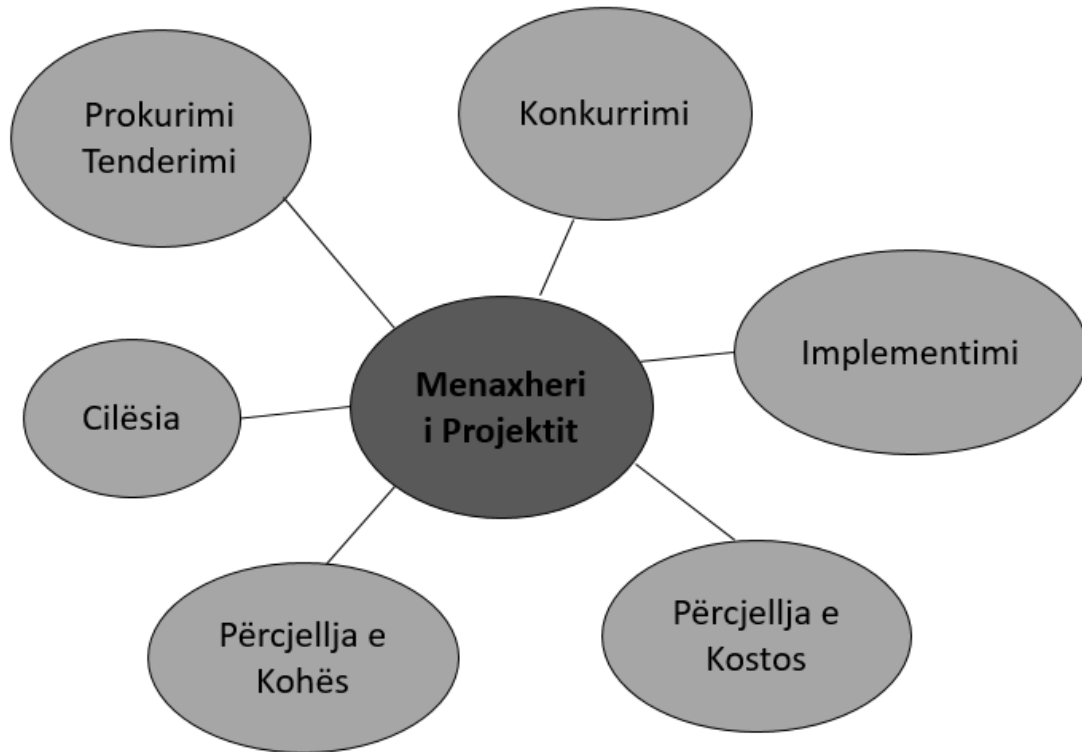 Prokurimi
Tenderimi
Konkurrimi
Implementimi
Menaxheri
i Projektit
Cilësia
Përcjellja e
Kohës
Përcjellja e
Kostos